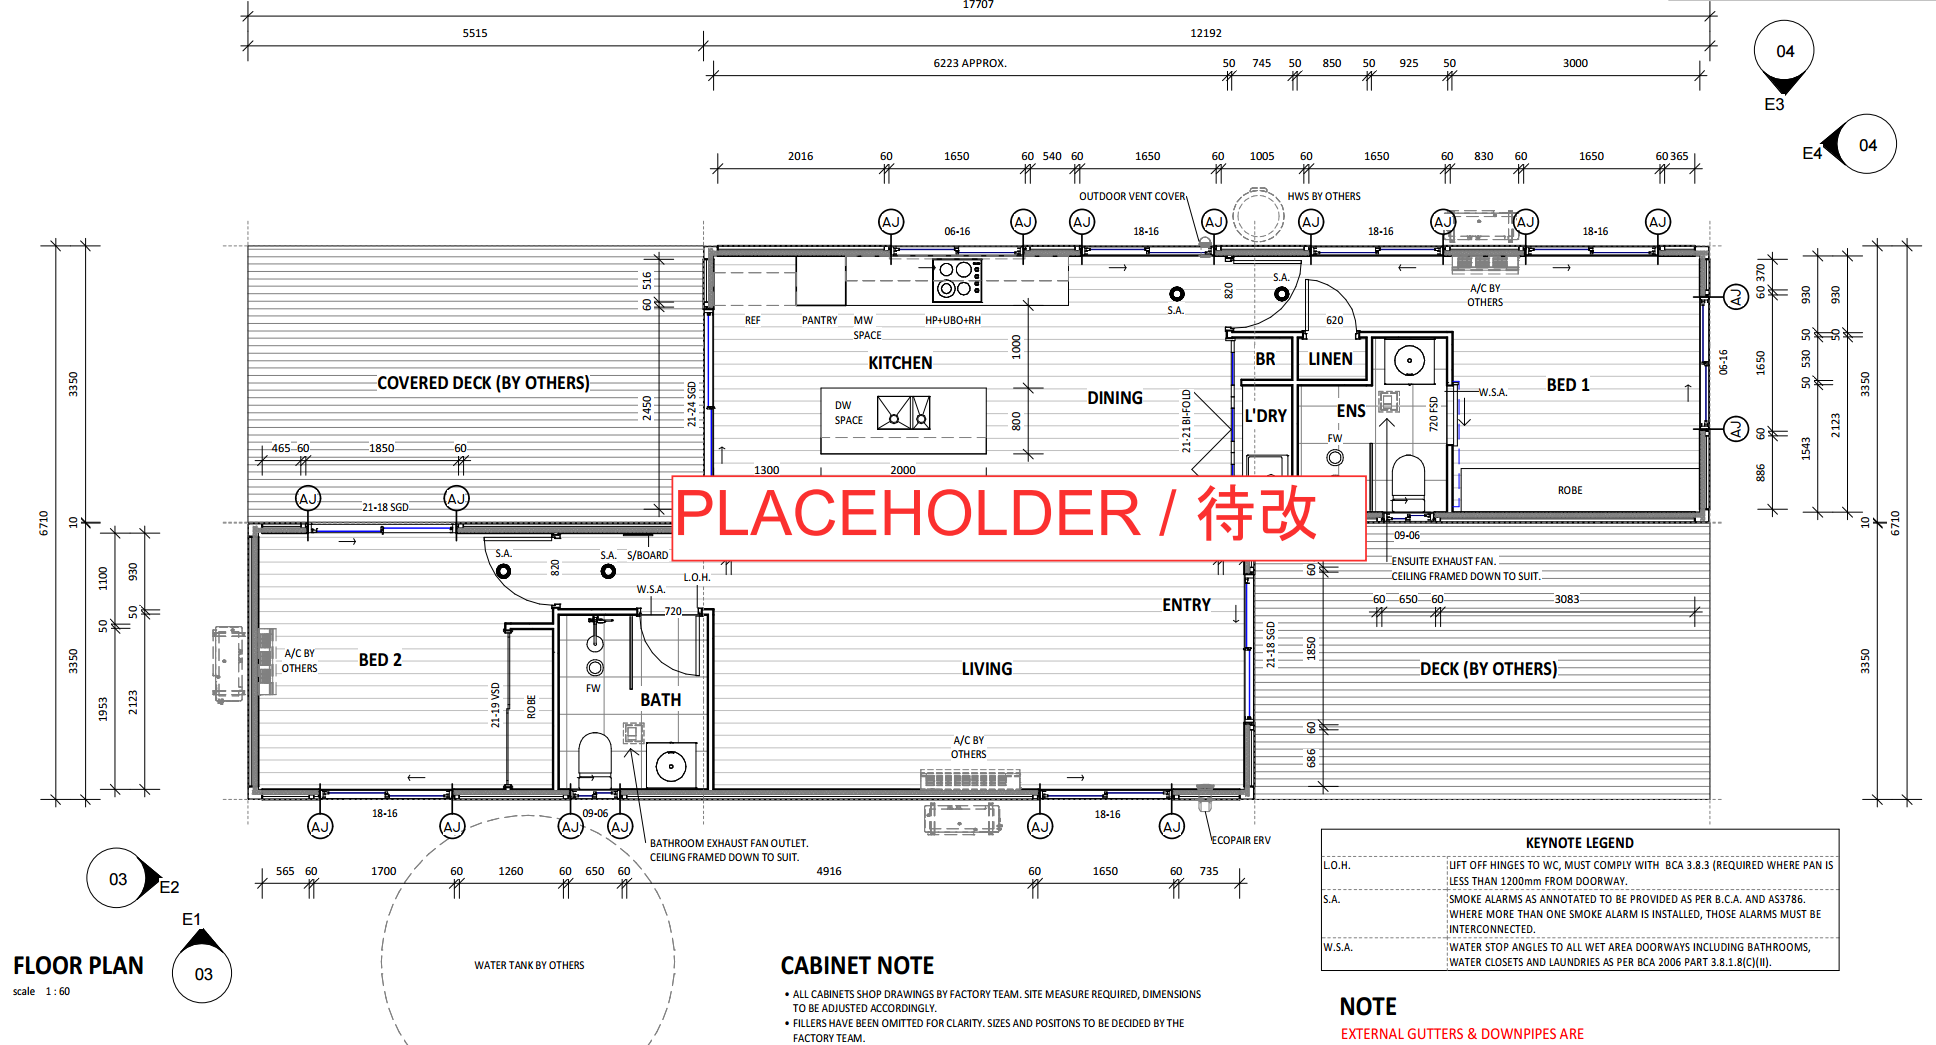 17707
5515
12192
6223 APPROX.
50
745
50
850
50
925
50
3000
04
E3
E4
04
2016
60
1650
60
540
60
1650
60
1005
60
1650
60
830
60
1650
60
365
OUTDOOR VENT COVER
HWS BY OTHERS
AJ
AJ
AJ
AJ
AJ
AJ
AJ
AJ
06-16
18-16
18-16
18-16
516
60
2450
21-24 SGD
REF
PANTRY
MW
SPACE
HP+UBO+RH
KITCHEN
1000
S.A.
S.A.
820
620
A/C BY
OTHERS
BR
LINEN
BED 1
COVERED DECK (BY OTHERS)
DW
SPACE
800
DINING
21-21 BI-FOLD
L'DRY
ENS
FW
720 FSD
W.S.A.
ROBE
AJ
AJ
06-16
370
60
1650
60
886
930
50
530
50
1543
930
50
2123
3350
10
3350
6710
6710
3350
10
3350
465
60
1850
60
1300
2000
AJ
AJ
21-18 SGD
PLACEHOLDER / 待改
09-06
ENSUITE EXHAUST FAN.
CEILING FRAMED DOWN TO SUIT.
60
650
60
3083
1100
50
1953
930
50
2123
S.A.
820
S.A.
S/BOARD
L.O.H.
W.S.A.
720
ENTRY
60
1850
21-18 SGD
60
686
A/C BY
OTHERS
BED 2
21-19 VSD
ROBE
FW
BATH
LIVING
DECK (BY OTHERS)
A/C BY
OTHERS
18-16
09-06
18-16
AJ
AJ
AJ
AJ
AJ
AJ
ECOPAIR ERV
BATHROOM EXHAUST FAN OUTLET.
CEILING FRAMED DOWN TO SUIT.
565
60
1700
60
1260
60
650
60
4916
60
1650
60
735
03
E2
E1
03
FLOOR PLAN
scale 1 : 60
WATER TANK BY OTHERS
CABINET NOTE
• ALL CABINETS SHOP DRAWINGS BY FACTORY TEAM. SITE MEASURE REQUIRED, DIMENSIONS
TO BE ADJUSTED ACCORDINGLY.
• FILLERS HAVE BEEN OMITTED FOR CLARITY. SIZES AND POSITONS TO BE DECIDED BY THE
FACTORY TEAM.
KEYNOTE LEGEND
L.O.H. LIFT OFF HINGES TO WC, MUST COMPLY WITH BCA 3.8.3 (REQUIRED WHERE PAN IS
LESS THAN 1200mm FROM DOORWAY.
S.A. SMOKE ALARMS AS ANNOTATED TO BE PROVIDED AS PER B.C.A. AND AS3786.
WHERE MORE THAN ONE SMOKE ALARM IS INSTALLED, THOSE ALARMS MUST BE
INTERCONNECTED.
W.S.A. WATER STOP ANGLES TO ALL WET AREA DOORWAYS INCLUDING BATHROOMS,
WATER CLOSETS AND LAUNDRIES AS PER BCA 2006 PART 3.8.1.8(C)(II).
NOTE
EXTERNAL GUTTERS & DOWNPIPES ARE